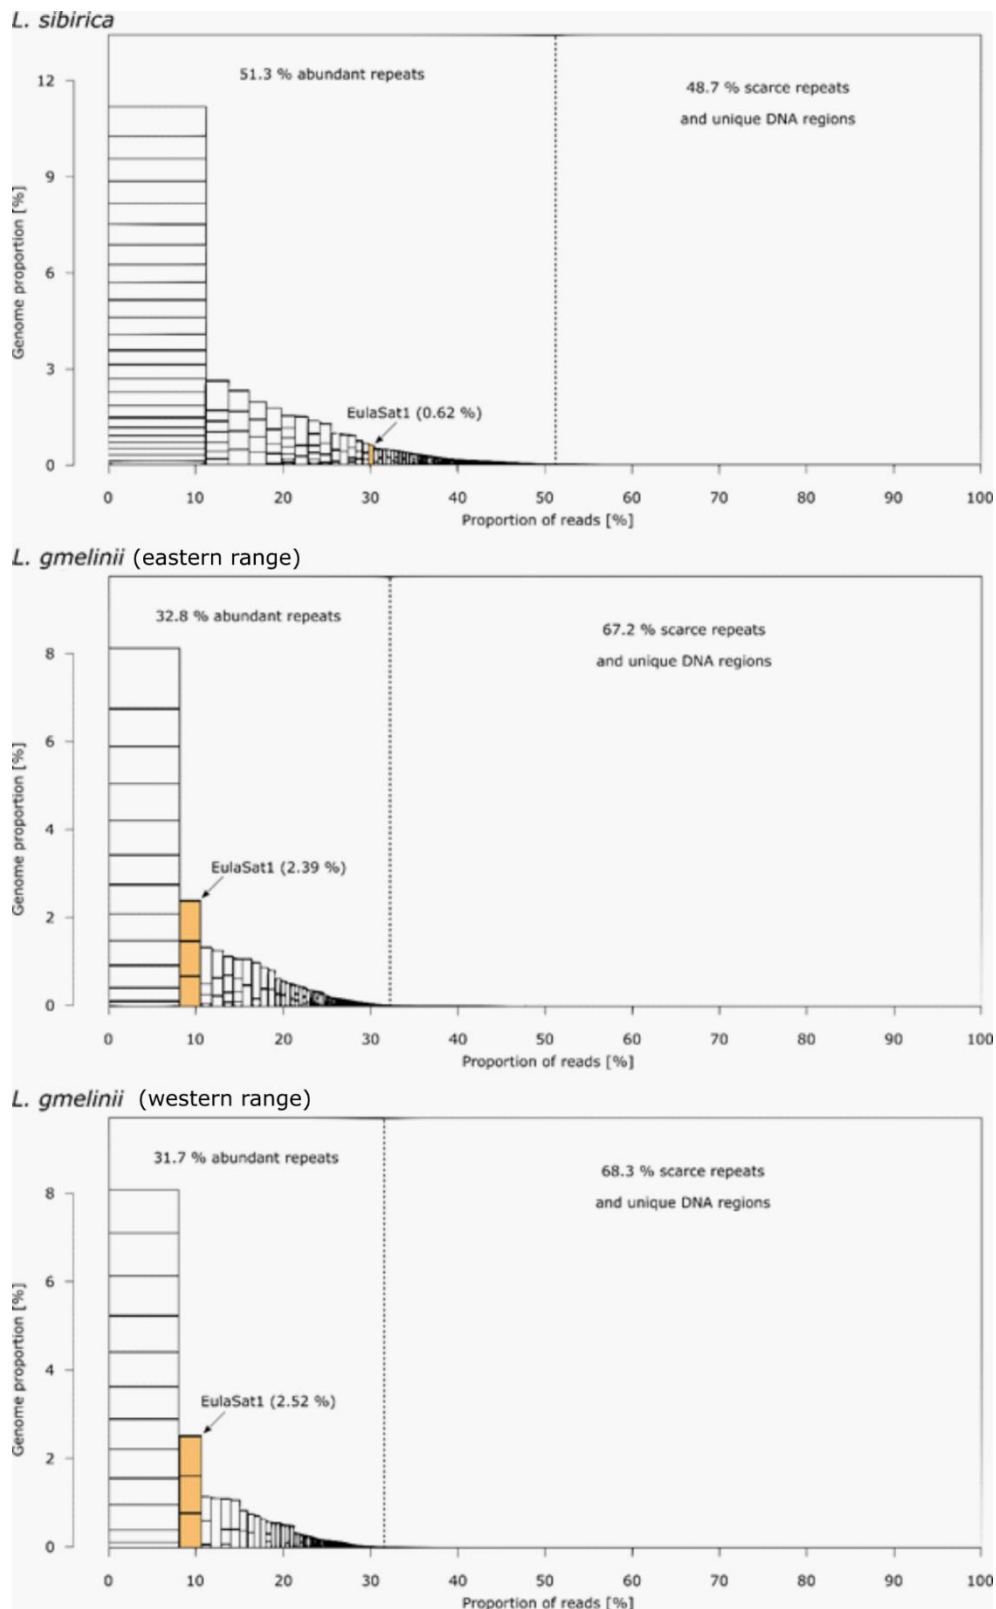 L. sibirica
51.3 % abundant repeats
48.7 % scarce repeats
and unique DNA regions
12
9
6
3
0
Genome proportion [%]
EulaSat1 (0.62 %)
0 10 20 30 40 50 60 70 80 90 100
Proportion of reads [%]
L. gmelinii (eastern range)
32.8 % abundant repeats
67.2 % scarce repeats
and unique DNA regions
8
6
4
2
0
Genome proportion [%]
EulaSat1 (2.39 %)
0 10 20 30 40 50 60 70 80 90 100
Proportion of reads [%]
L. gmelinii (western range)
31.7 % abundant repeats
68.3 % scarce repeats
and unique DNA regions
8
6
4
2
0
Genome proportion [%]
EulaSat1 (2.52 %)
0 10 20 30 40 50 60 70 80 90 100
Proportion of reads [%]